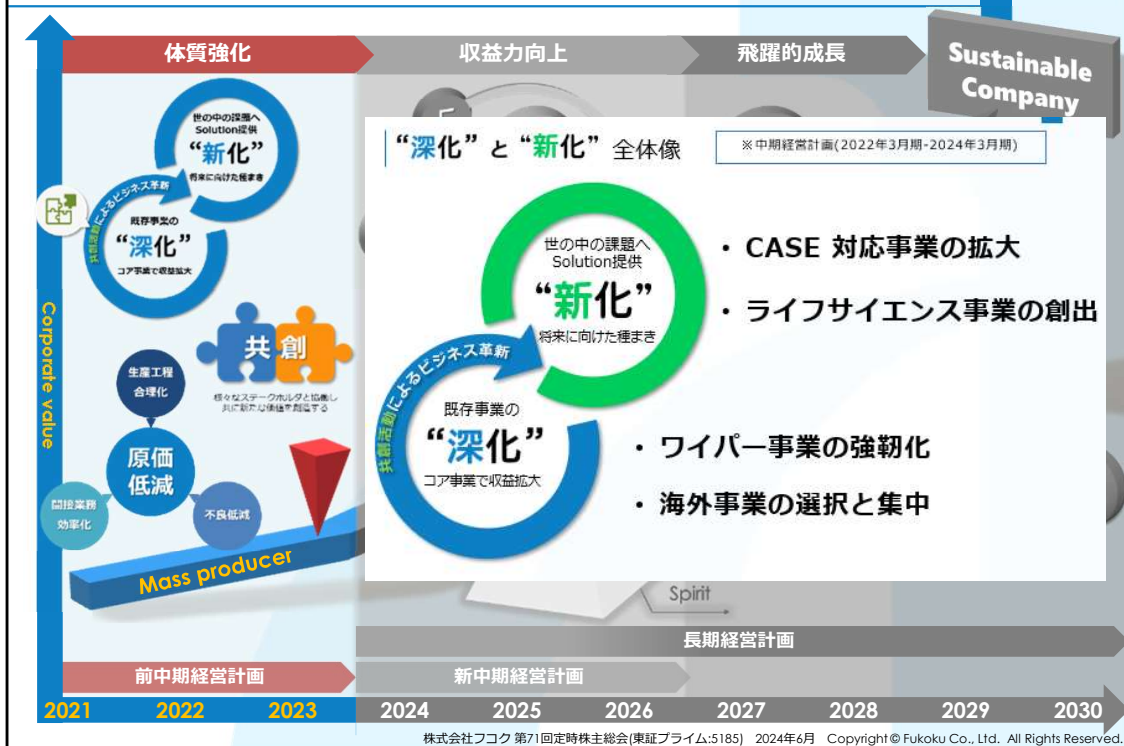 体質強化
収益力向上
飛躍的成長
Sustainable
Company
世の中の課題へ
Solution提供
“新化”
将来に向けた種まき
共創活動によるビジネス革新
既存事業の
“深化”
コア事業で収益拡大
共創
様々なステークホルダと協働し
共に新たな価値を創造する
生産工程
合理化
原価
低減
間接業務
効率化
不良低減
Mass producer
Corporate value
“深化” と “新化” 全体像
※中期経営計画(2022年3月期-2024年3月期)
世の中の課題へ
Solution提供
“新化”
将来に向けた種まき
・ CASE 対応事業の拡大
・ ライフサイエンス事業の創出
共創活動によるビジネス革新
既存事業の
“深化”
コア事業で収益拡大
・ ワイパー事業の強靭化
・ 海外事業の選択と集中
Spirit
長期経営計画
前中期経営計画
新中期経営計画
2021 2022 2023 2024 2025 2026 2027 2028 2029 2030
株式会社フコク 第71回定時株主総会(東証プライム:5185) 2024年6月 Copyright © Fukoku Co., Ltd. All Rights Reserved.